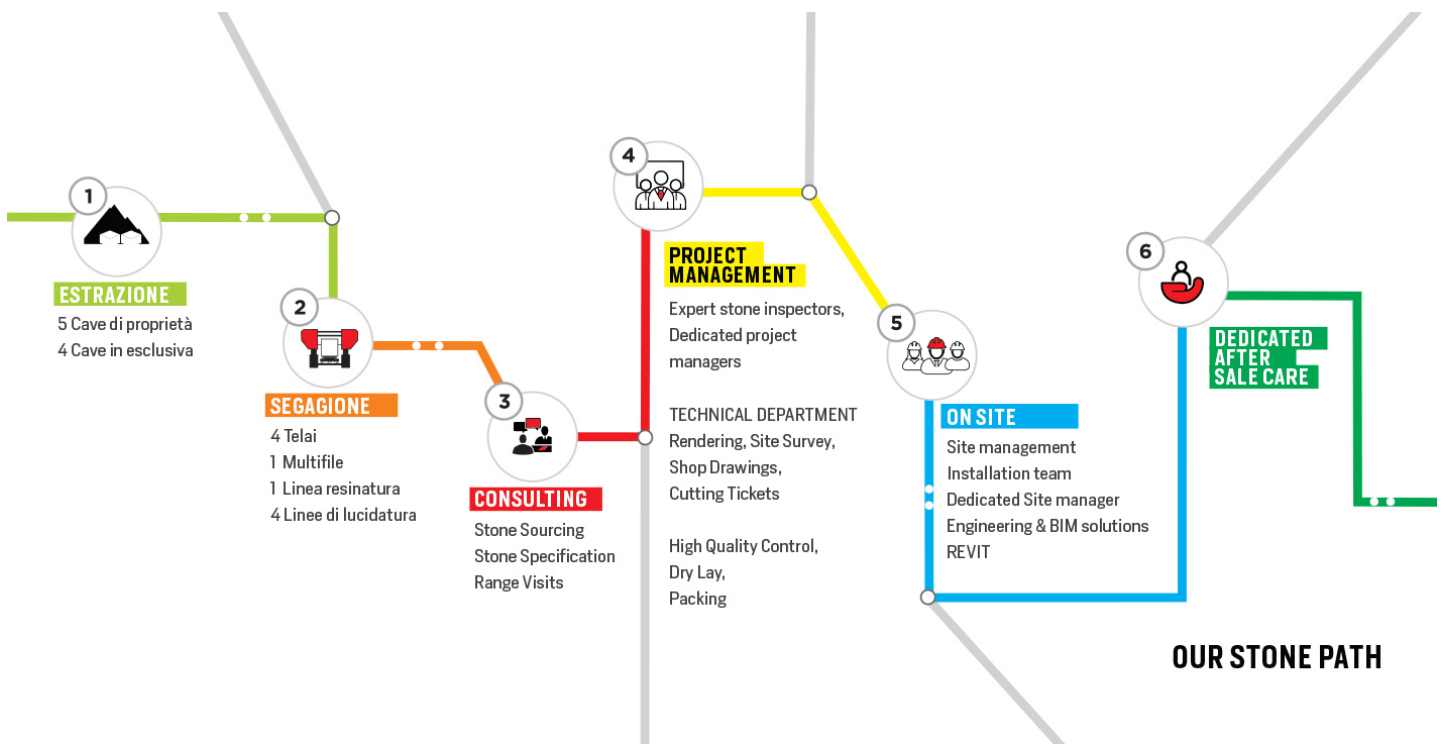 1
ESTRAZIONE
5 Cave di proprietà
4 Cave in esclusiva
2
SEGAGIONE
4 Telai
1 Multifile
1 Linea resinatura
4 Linee di lucidatura
3
CONSULTING
Stone Sourcing
Stone Specification
Range Visits
4
PROJECT
MANAGEMENT
Expert stone inspectors,
Dedicated project
managers
TECHNICAL DEPARTMENT
Rendering, Site Survey,
Shop Drawings,
Cutting Tickets
High Quality Control,
Dry Lay,
Packing
5
ON SITE
Site management
Installation team
Dedicated Site manager
Engineering & BIM solutions
REVIT
6
DEDICATED
AFTER
SALE CARE
OUR STONE PATH